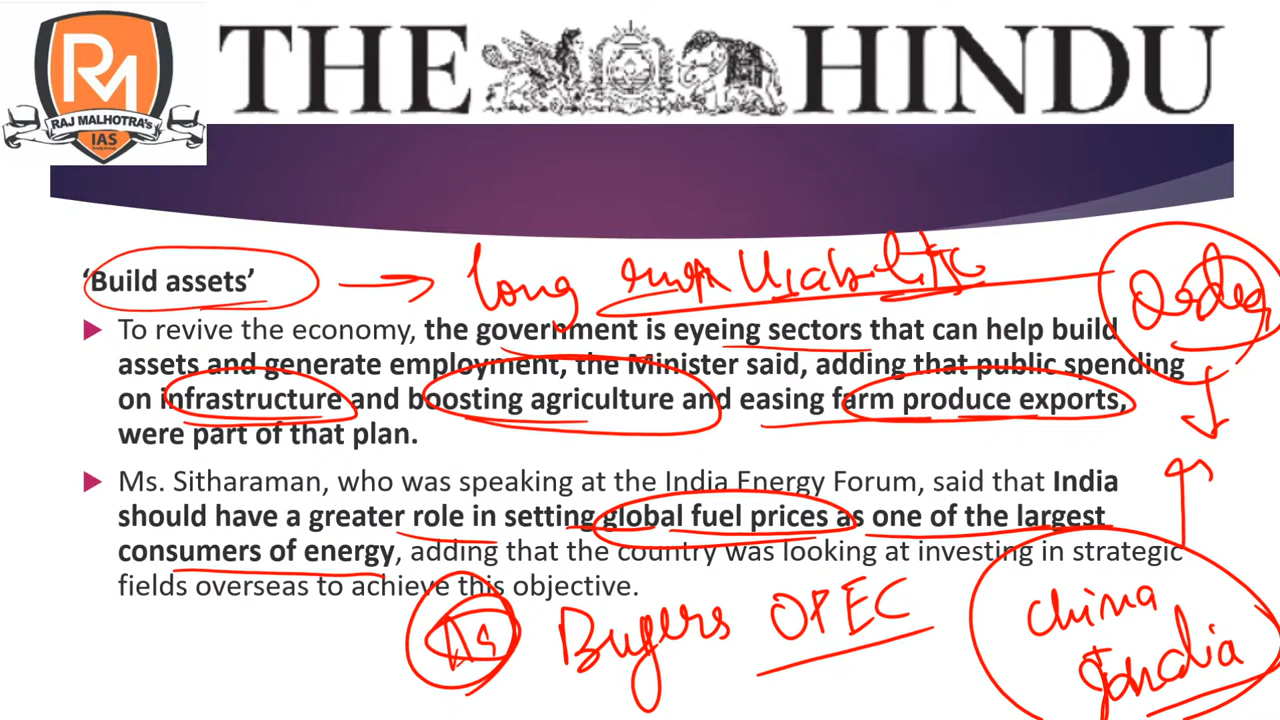 RM
RAJ MALHOTRA'S
IAS
THE HINDU
'Build assets'
long run Usability
Order
To revive the economy, the government is eyeing sectors that can help build
assets and generate employment, the Minister said, adding that public spending
on infrastructure and boosting agriculture and easing farm produce exports,
were part of that plan.
Ms. Sitharaman, who was speaking at the India Energy Forum, said that India
should have a greater role in setting global fuel prices as one of the largest
consumers of energy, adding that the country was looking at investing in strategic
fields overseas to achieve this objective.
Buyers OPEC
China
India